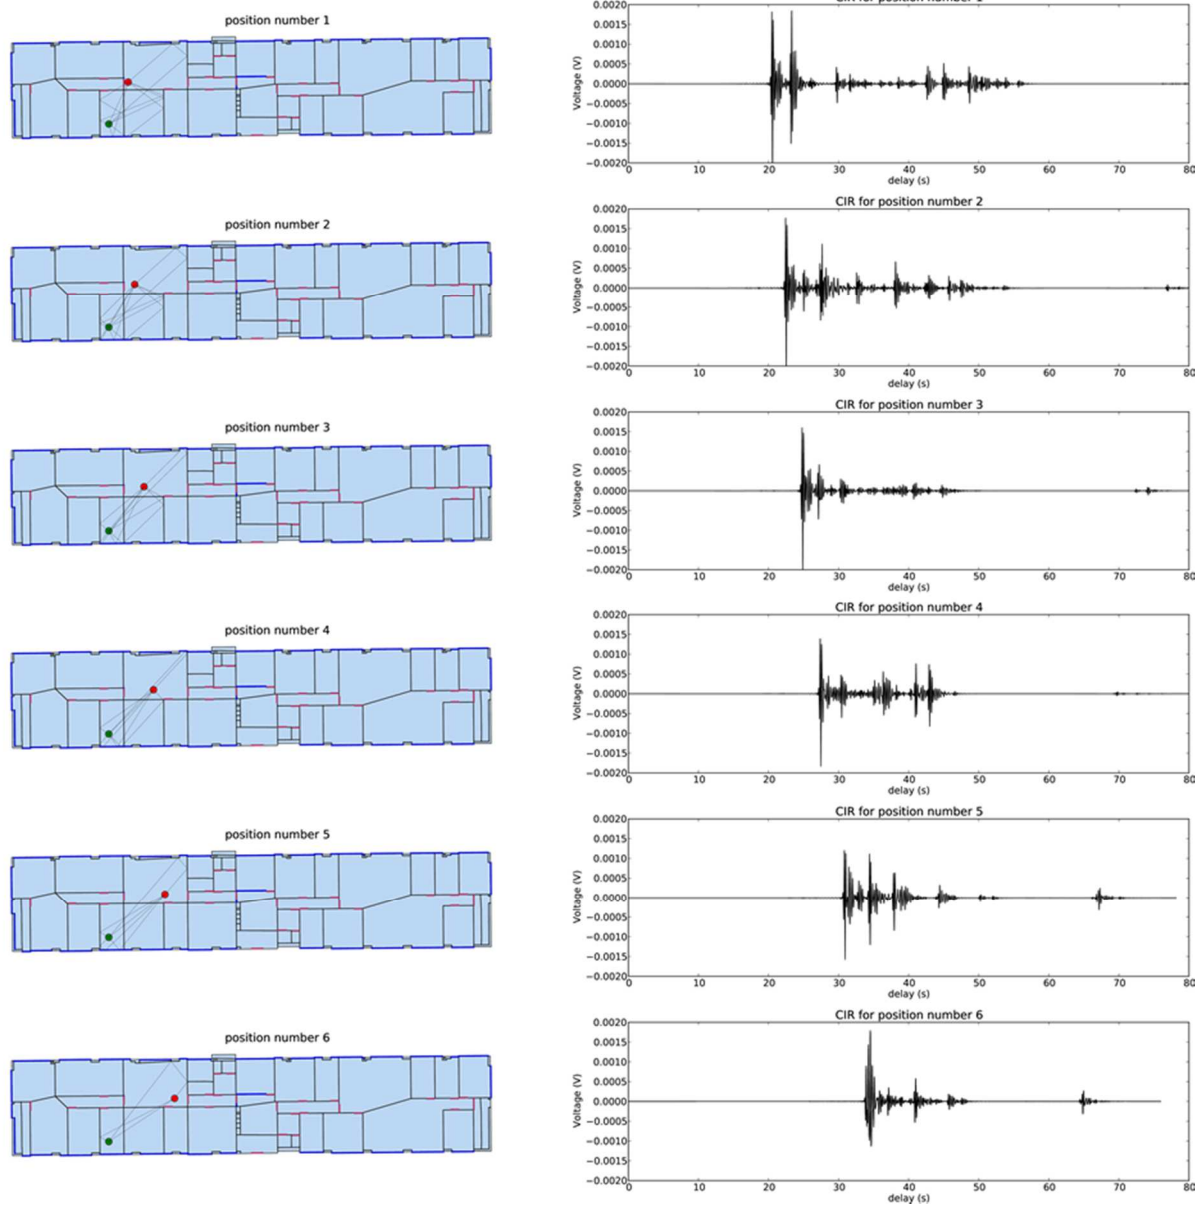 position number 1
CIR for position number 1
0.0020
0.0015
0.0010
0.0005
0.0000
−0.0005
−0.0010
−0.0015
−0.0020
Voltage (V)
0 10 20 30 40 50 60 70 80
delay (s)
position number 2
CIR for position number 2
0.0020
0.0015
0.0010
0.0005
0.0000
−0.0005
−0.0010
−0.0015
−0.0020
Voltage (V)
0 10 20 30 40 50 60 70 80
delay (s)
position number 3
CIR for position number 3
0.0020
0.0015
0.0010
0.0005
0.0000
−0.0005
−0.0010
−0.0015
−0.0020
Voltage (V)
0 10 20 30 40 50 60 70 80
delay (s)
position number 4
CIR for position number 4
0.0020
0.0015
0.0010
0.0005
0.0000
−0.0005
−0.0010
−0.0015
−0.0020
Voltage (V)
0 10 20 30 40 50 60 70 80
delay (s)
position number 5
CIR for position number 5
0.0020
0.0015
0.0010
0.0005
0.0000
−0.0005
−0.0010
−0.0015
−0.0020
Voltage (V)
0 10 20 30 40 50 60 70 80
delay (s)
position number 6
CIR for position number 6
0.0020
0.0015
0.0010
0.0005
0.0000
−0.0005
−0.0010
−0.0015
−0.0020
Voltage (V)
0 10 20 30 40 50 60 70 80
delay (s)